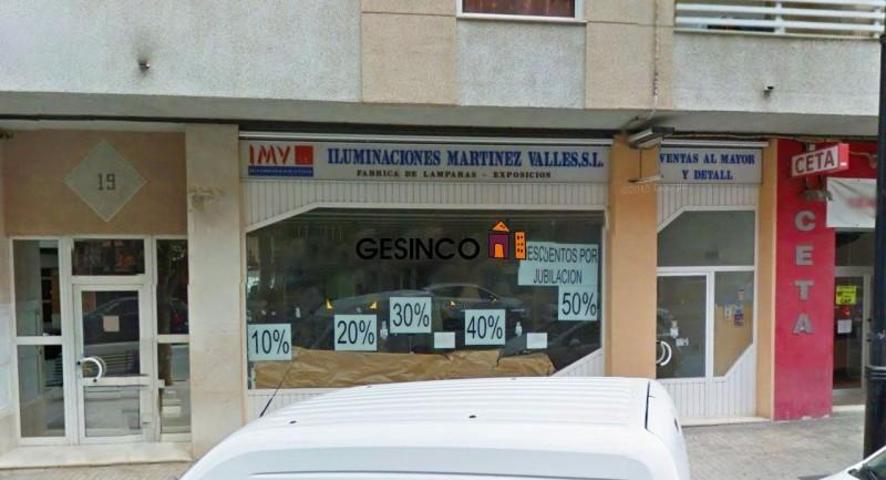 IMV
ILUMINACIONES MARTINEZ VALLES,S.L.
FABRICA DE LAMPARAS - EXPOSICION
VENTAS AL MAYOR
Y DETALL
CETA
CETA
19
GESINCO
DESCUENTOS POR
JUBILACION
10%
20%
30%
40%
50%